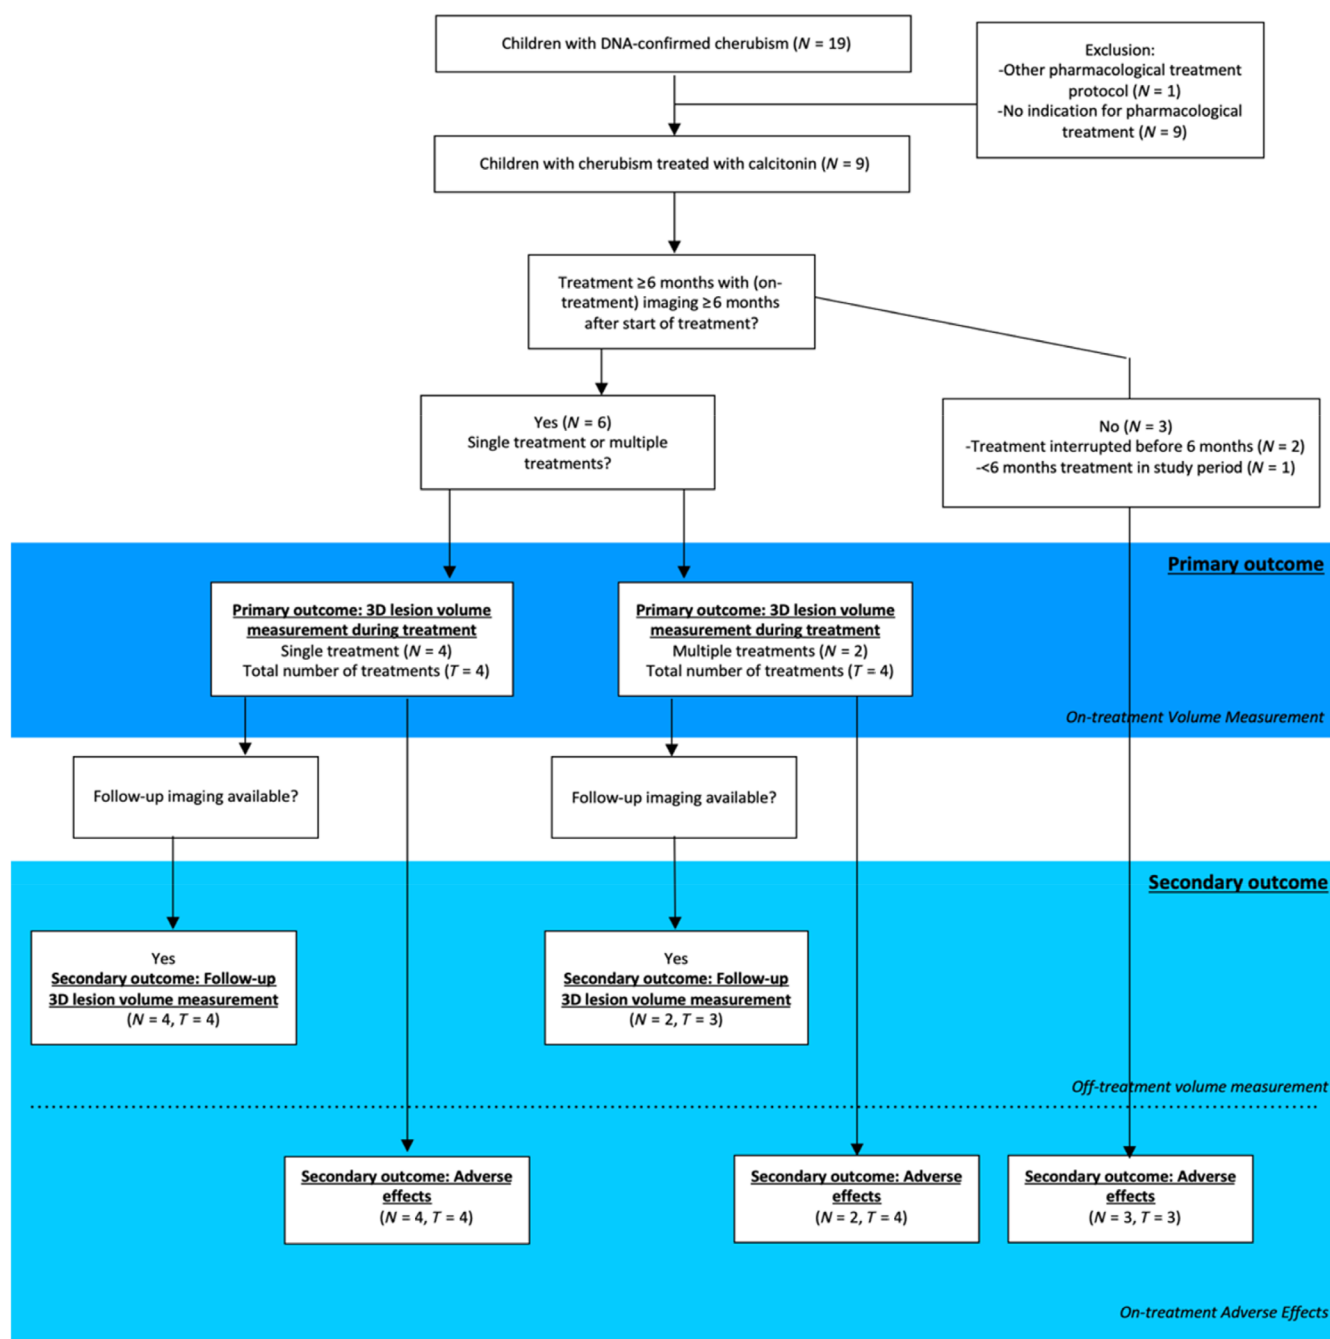 Children with DNA-confirmed cherubism (N = 19)
Exclusion:
-Other pharmacological treatment
protocol (N = 1)
-No indication for pharmacological
treatment (N = 9)
Children with cherubism treated with calcitonin (N = 9)
Treatment ≥6 months with (on-
treatment) imaging ≥6 months
after start of treatment?
Yes (N = 6)
Single treatment or multiple
treatments?
No (N = 3)
-Treatment interrupted before 6 months (N = 2)
-<6 months treatment in study period (N = 1)
Primary outcome
Primary outcome: 3D lesion volume
measurement during treatment
Single treatment (N = 4)
Total number of treatments (T = 4)
Primary outcome: 3D lesion volume
measurement during treatment
Multiple treatments (N = 2)
Total number of treatments (T = 4)
On-treatment Volume Measurement
Follow-up imaging available?
Follow-up imaging available?
Secondary outcome
Yes
Secondary outcome: Follow-up
3D lesion volume measurement
(N = 4, T = 4)
Yes
Secondary outcome: Follow-up
3D lesion volume measurement
(N = 2, T = 3)
Off-treatment volume measurement
Secondary outcome: Adverse
effects
(N = 4, T = 4)
Secondary outcome: Adverse
effects
(N = 2, T = 4)
Secondary outcome: Adverse
effects
(N = 3, T = 3)
On-treatment Adverse Effects